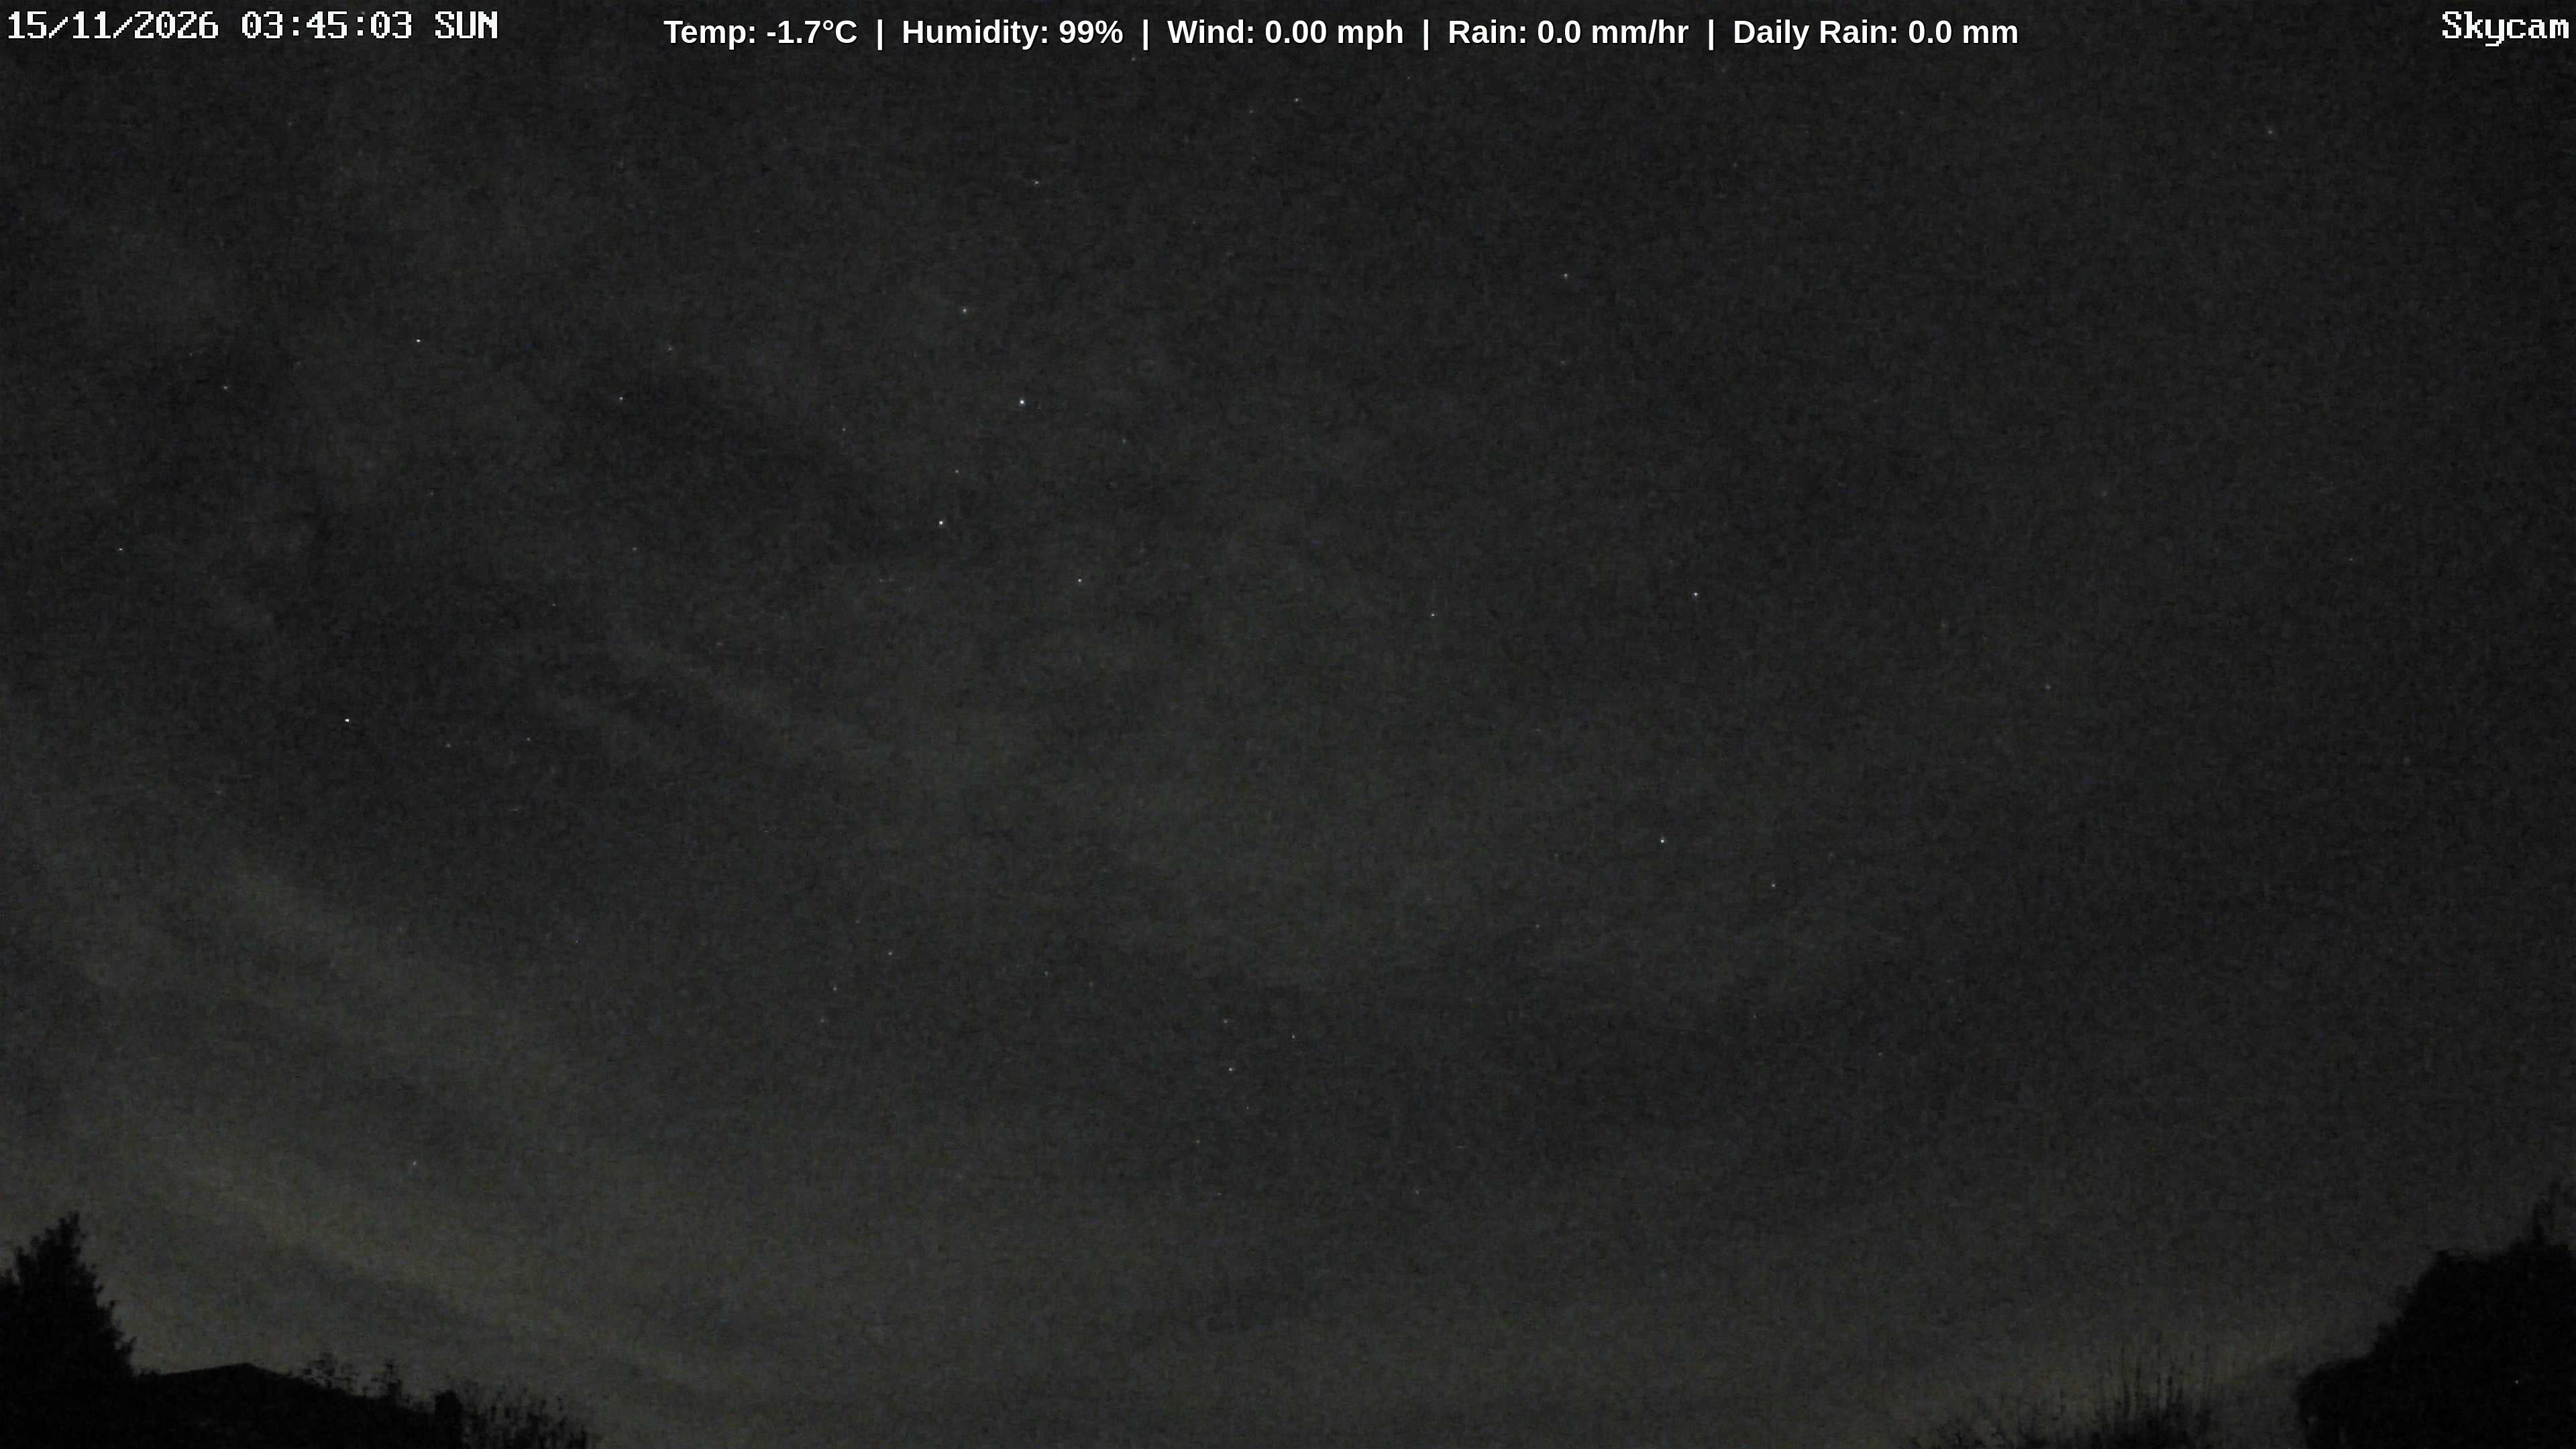 15/11/2026 03:45:03 SUN
Temp: -1.7°C | Humidity: 99% | Wind: 0.00 mph | Rain: 0.0 mm/hr | Daily Rain: 0.0 mm
Skycam